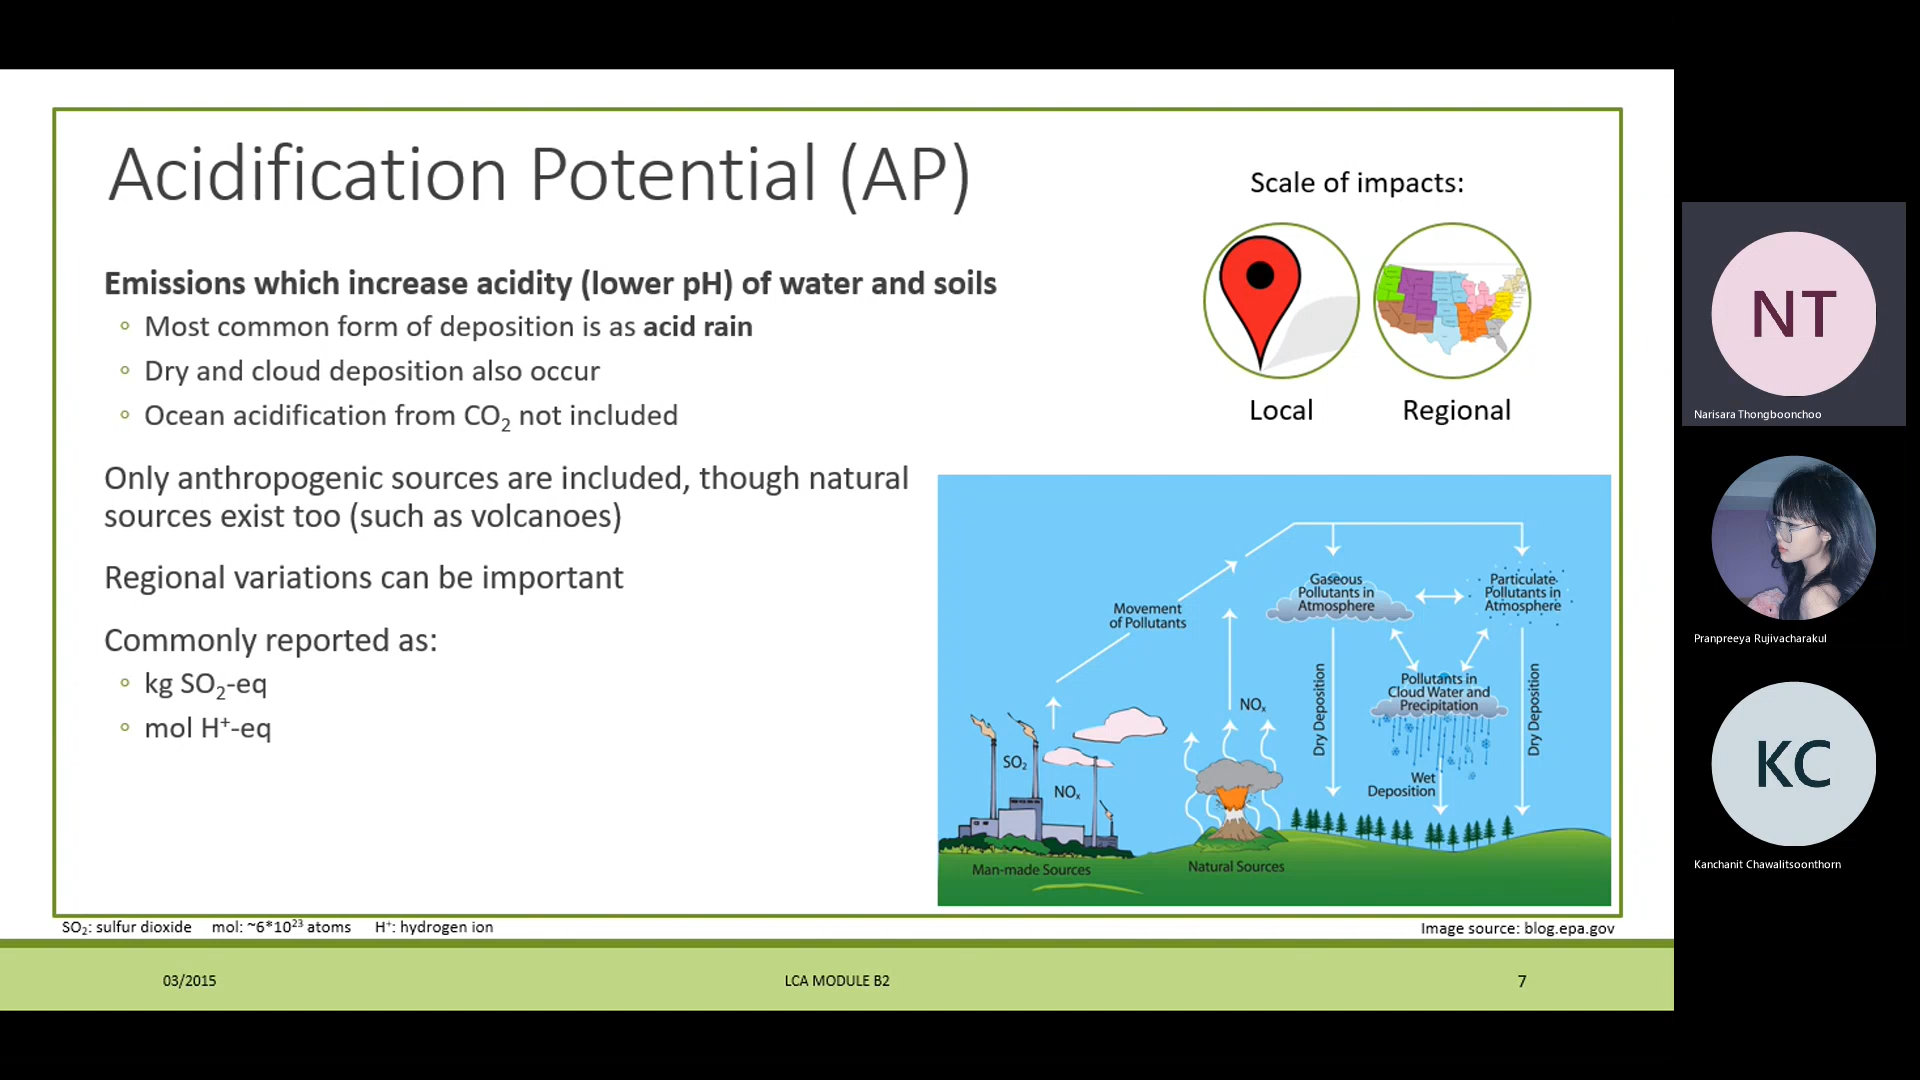 Acidification Potential (AP)
Scale of impacts:
Local
Regional
Emissions which increase acidity (lower pH) of water and soils
Most common form of deposition is as acid rain
Dry and cloud deposition also occur
Ocean acidification from CO₂ not included
Only anthropogenic sources are included, though natural
sources exist too (such as volcanoes)
Regional variations can be important
Commonly reported as:
kg SO₂-eq
mol H⁺-eq
Movement
of Pollutants
Gaseous
Pollutants in
Atmosphere
Particulate
Pollutants in
Atmosphere
Pollutants in
Cloud Water and
Precipitation
Dry Deposition
Dry Deposition
Wet
Deposition
SO₂
NOₓ
NOₓ
Man-made Sources
Natural Sources
SO₂: sulfur dioxide mol: ~6*10²³ atoms H⁺: hydrogen ion
Image source: blog.epa.gov
03/2015
LCA MODULE B2
7
NT
Narisara Thongboonchoo
Pranpreeya Rujivacharakul
KC
Kanchanit Chawalitsoonthorn